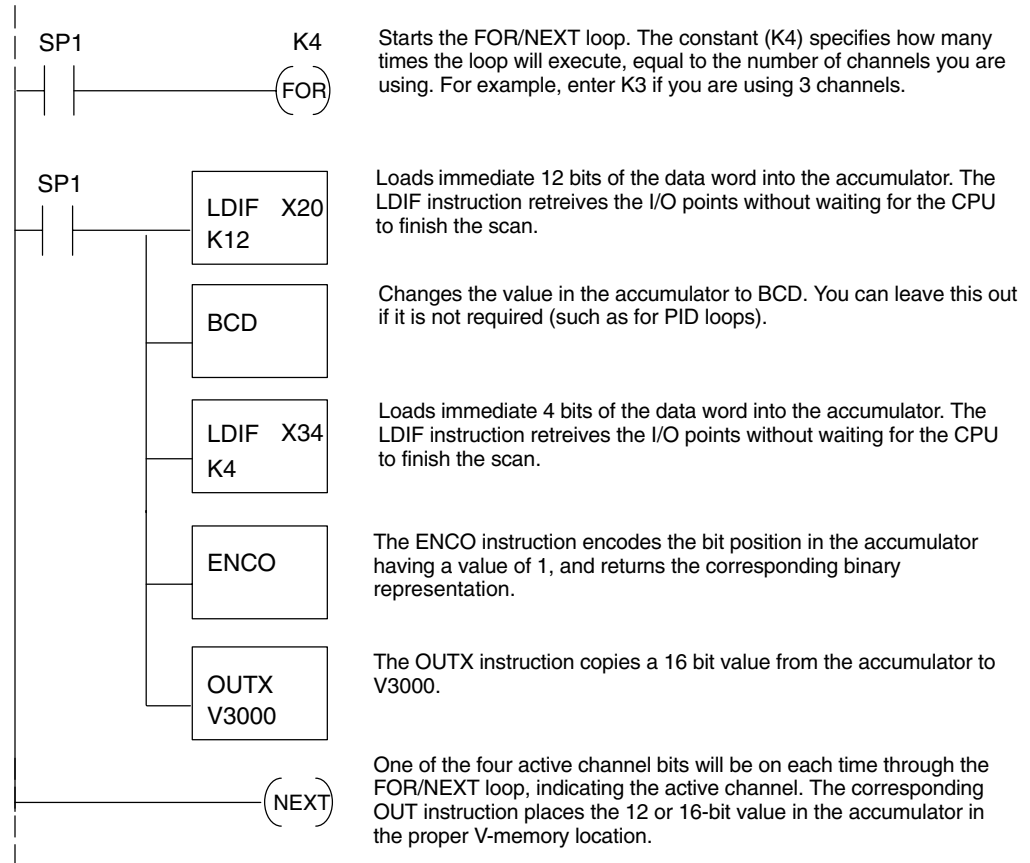 SP1
K4
FOR
Starts the FOR/NEXT loop. The constant (K4) specifies how many
times the loop will execute, equal to the number of channels you are
using. For example, enter K3 if you are using 3 channels.
SP1
LDIF X20
K12
Loads immediate 12 bits of the data word into the accumulator. The
LDIF instruction retreives the I/O points without waiting for the CPU
to finish the scan.
BCD
Changes the value in the accumulator to BCD. You can leave this out
if it is not required (such as for PID loops).
LDIF X34
K4
Loads immediate 4 bits of the data word into the accumulator. The
LDIF instruction retreives the I/O points without waiting for the CPU
to finish the scan.
ENCO
The ENCO instruction encodes the bit position in the accumulator
having a value of 1, and returns the corresponding binary
representation.
OUTX
V3000
The OUTX instruction copies a 16 bit value from the accumulator to
V3000.
NEXT
One of the four active channel bits will be on each time through the
FOR/NEXT loop, indicating the active channel. The corresponding
OUT instruction places the 12 or 16-bit value in the accumulator in
the proper V-memory location.